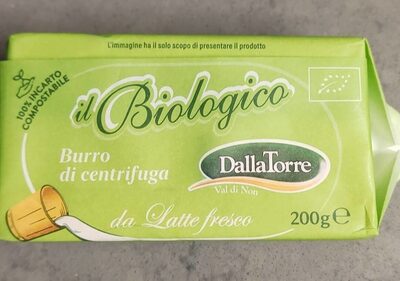 L'immagine ha il solo scopo di presentare il prodotto
100% INCARTO
COMPOSTABILE
il Biologico
Burro
di centrifuga
DallaTorre
Val di Non
da Latte fresco
200g ℮